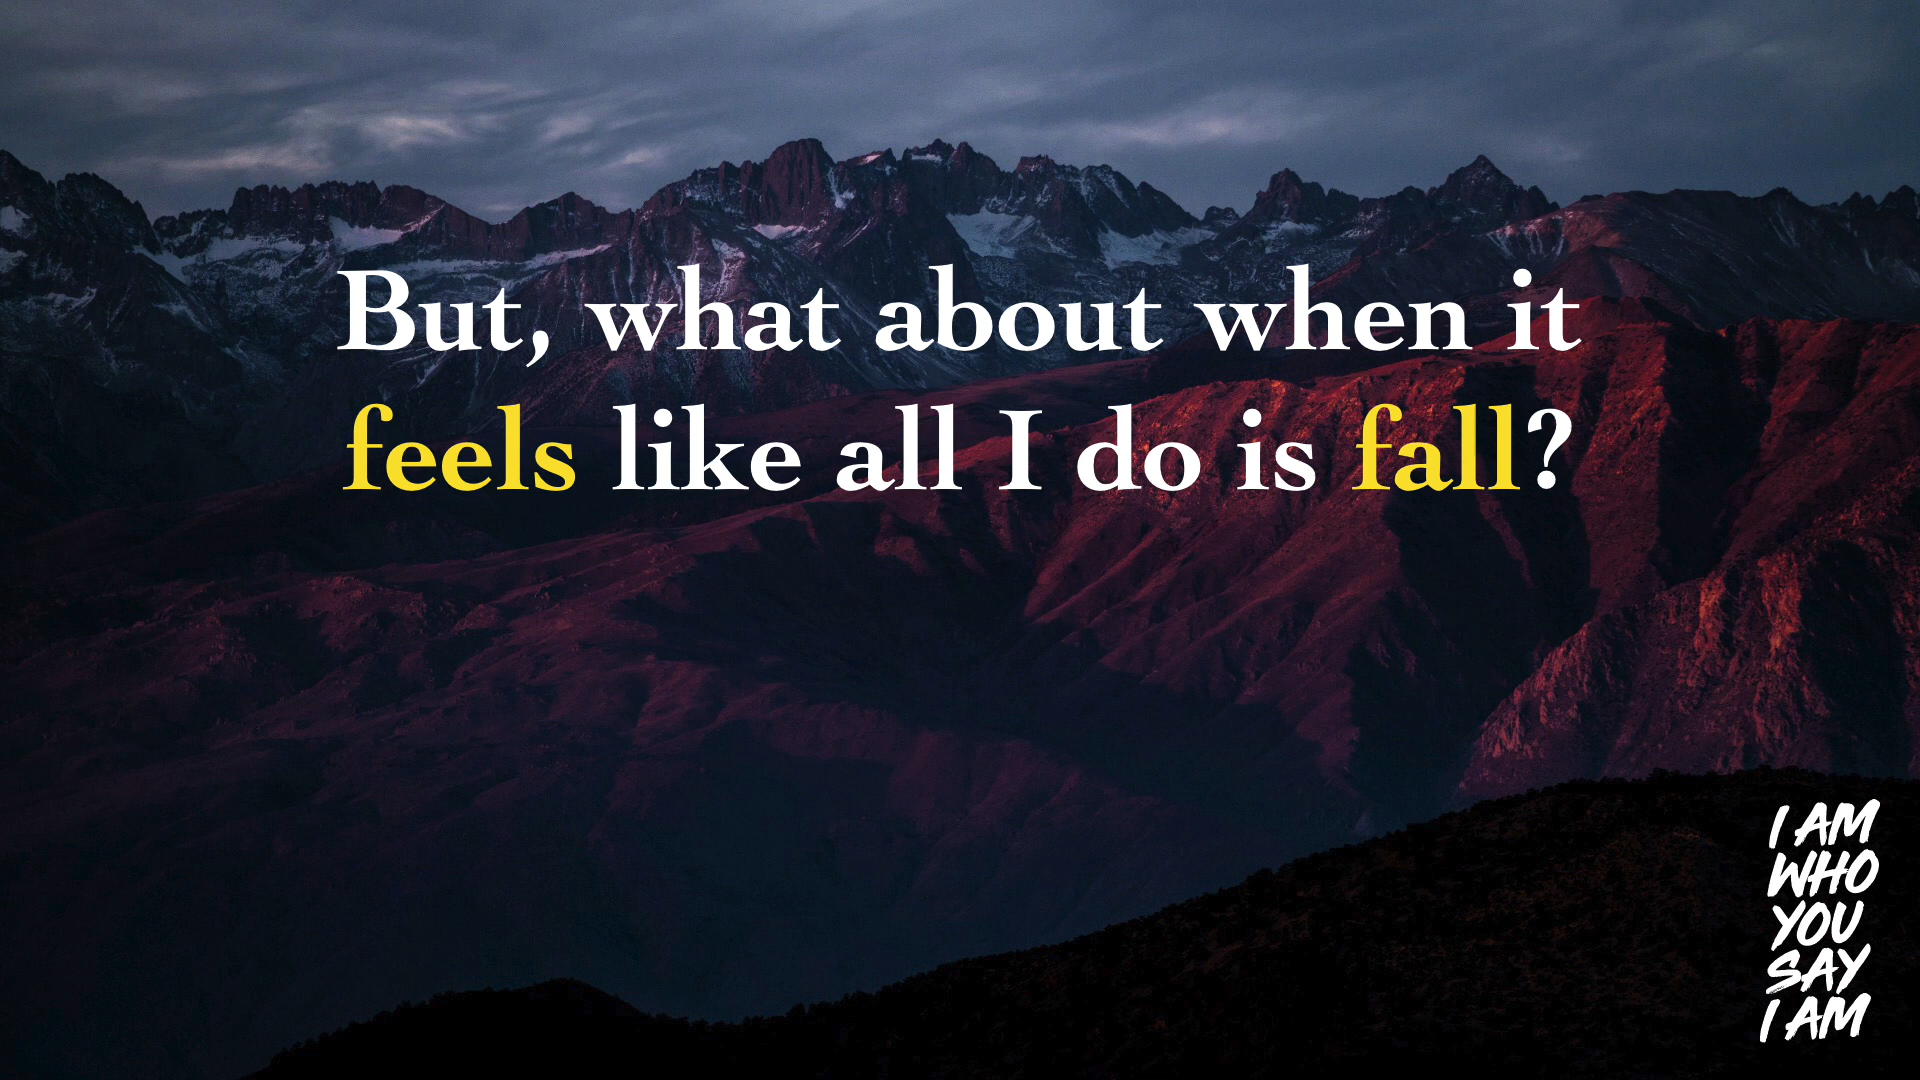 But, what about when it
feels like all I do is fall?
I AM
WHO
YOU
SAY
I AM